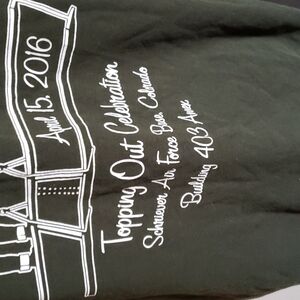 April 15, 2016
Topping Out Celebration
Schriever Air Force Base Colorado
Building 403 Annex